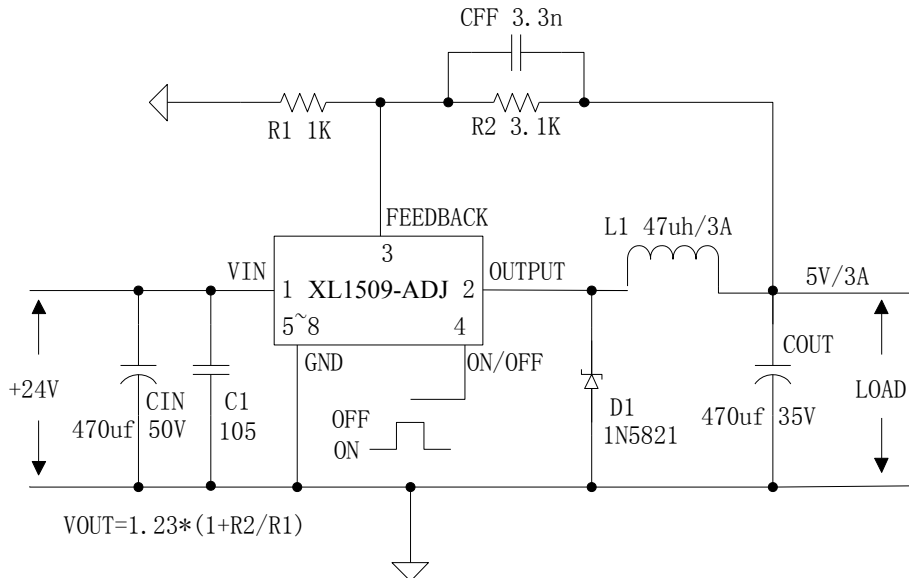 CFF 3.3n
R1 1K
R2 3.1K
FEEDBACK
3
L1 47uh/3A
VIN
OUTPUT
5V/3A
1 XL1509-ADJ 2
5~8
4
GND
ON/OFF
COUT
+24V
CIN
C1
D1
LOAD
470uf 50V
105
OFF
ON
1N5821
470uf 35V
VOUT=1.23*(1+R2/R1)